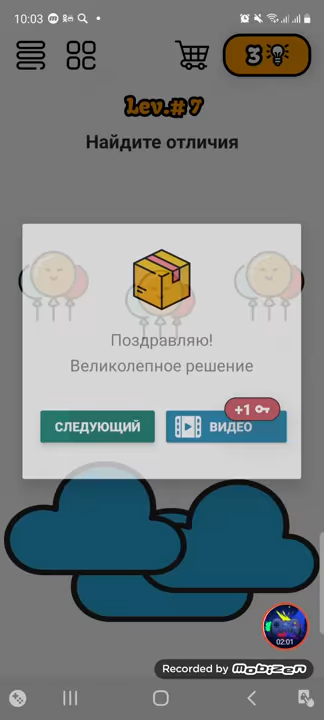 10:03
3
Lev.# 7
Найдите отличия
Поздравляю!
Великолепное решение
+1
СЛЕДУЮЩИЙ
ВИДЕО
02:01
Recorded by Mobizen